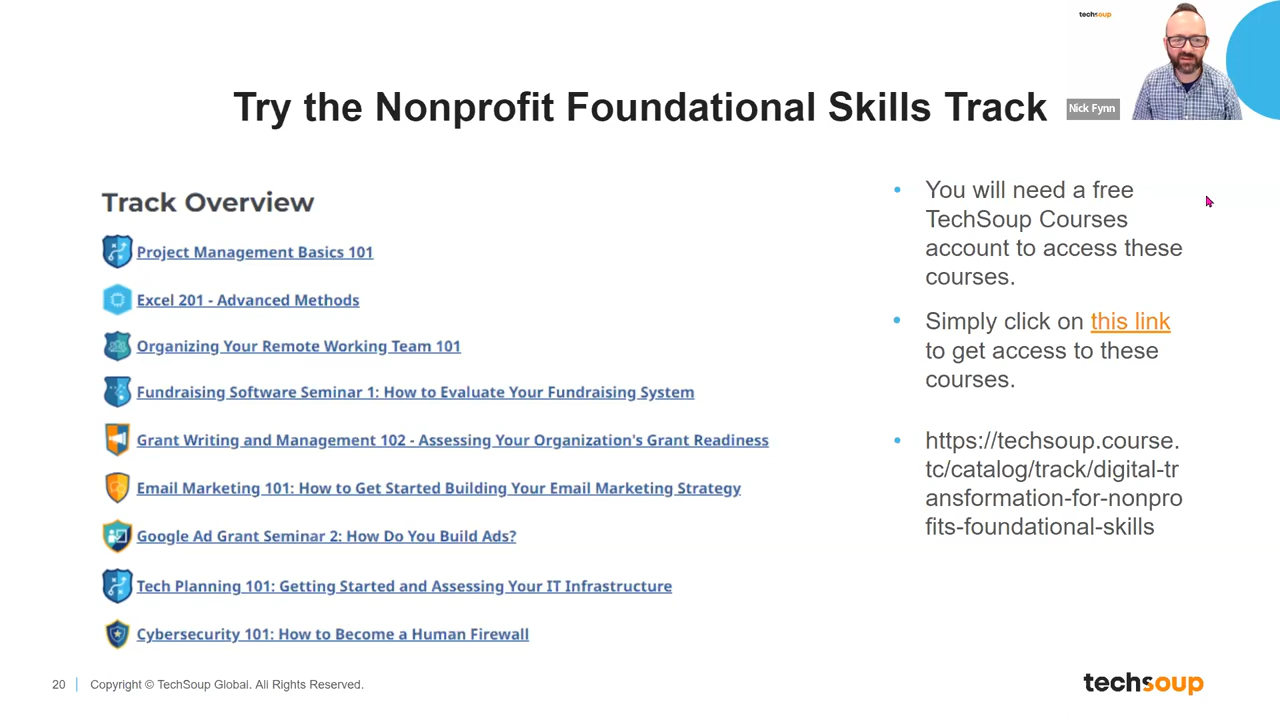 techsoup
Try the Nonprofit Foundational Skills Track
Nick Fynn
Track Overview
Project Management Basics 101
Excel 201 - Advanced Methods
Organizing Your Remote Working Team 101
Fundraising Software Seminar 1: How to Evaluate Your Fundraising System
Grant Writing and Management 102 - Assessing Your Organization's Grant Readiness
Email Marketing 101: How to Get Started Building Your Email Marketing Strategy
Google Ad Grant Seminar 2: How Do You Build Ads?
Tech Planning 101: Getting Started and Assessing Your IT Infrastructure
Cybersecurity 101: How to Become a Human Firewall
• You will need a free
TechSoup Courses
account to access these
courses.
• Simply click on this link
to get access to these
courses.
• https://techsoup.course.
tc/catalog/track/digital-tr
ansformation-for-nonpro
fits-foundational-skills
20 | Copyright © TechSoup Global. All Rights Reserved.
techsoup